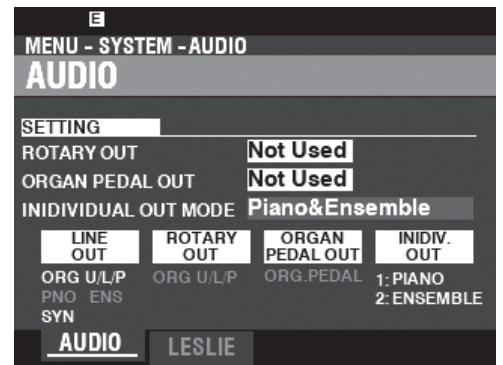 E
MENU - SYSTEM - AUDIO
AUDIO
SETTING
ROTARY OUT Not Used
ORGAN PEDAL OUT Not Used
INIDIVIDUAL OUT MODE Piano&Ensemble
LINE OUT ROTARY OUT ORGAN PEDAL OUT INIDIV. OUT
ORG U/L/P ORG U/L/P ORG.PEDAL 1: PIANO
PNO ENS 2: ENSEMBLE
SYN
AUDIO LESLIE